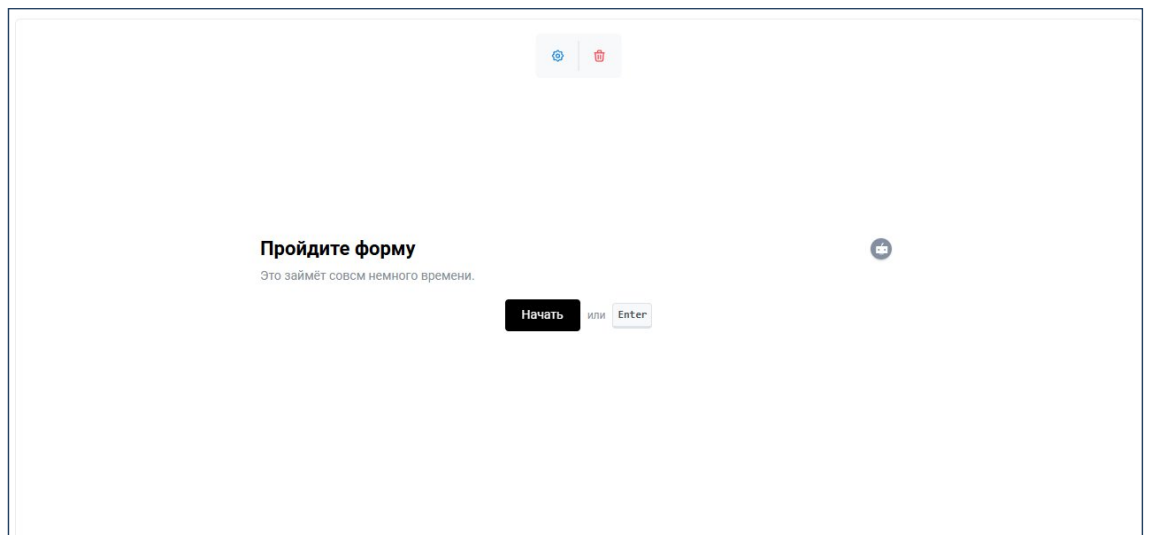 Пройдите форму
Это займёт совсм немного времени.
Начать или Enter